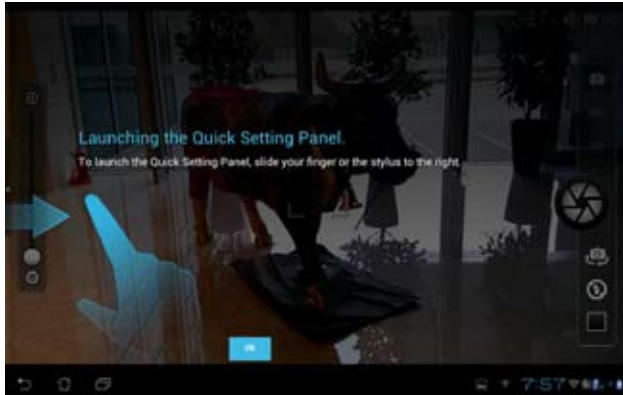 Launching the Quick Setting Panel.
To launch the Quick Setting Panel, slide your finger or the stylus to the right.
Ok
7:57